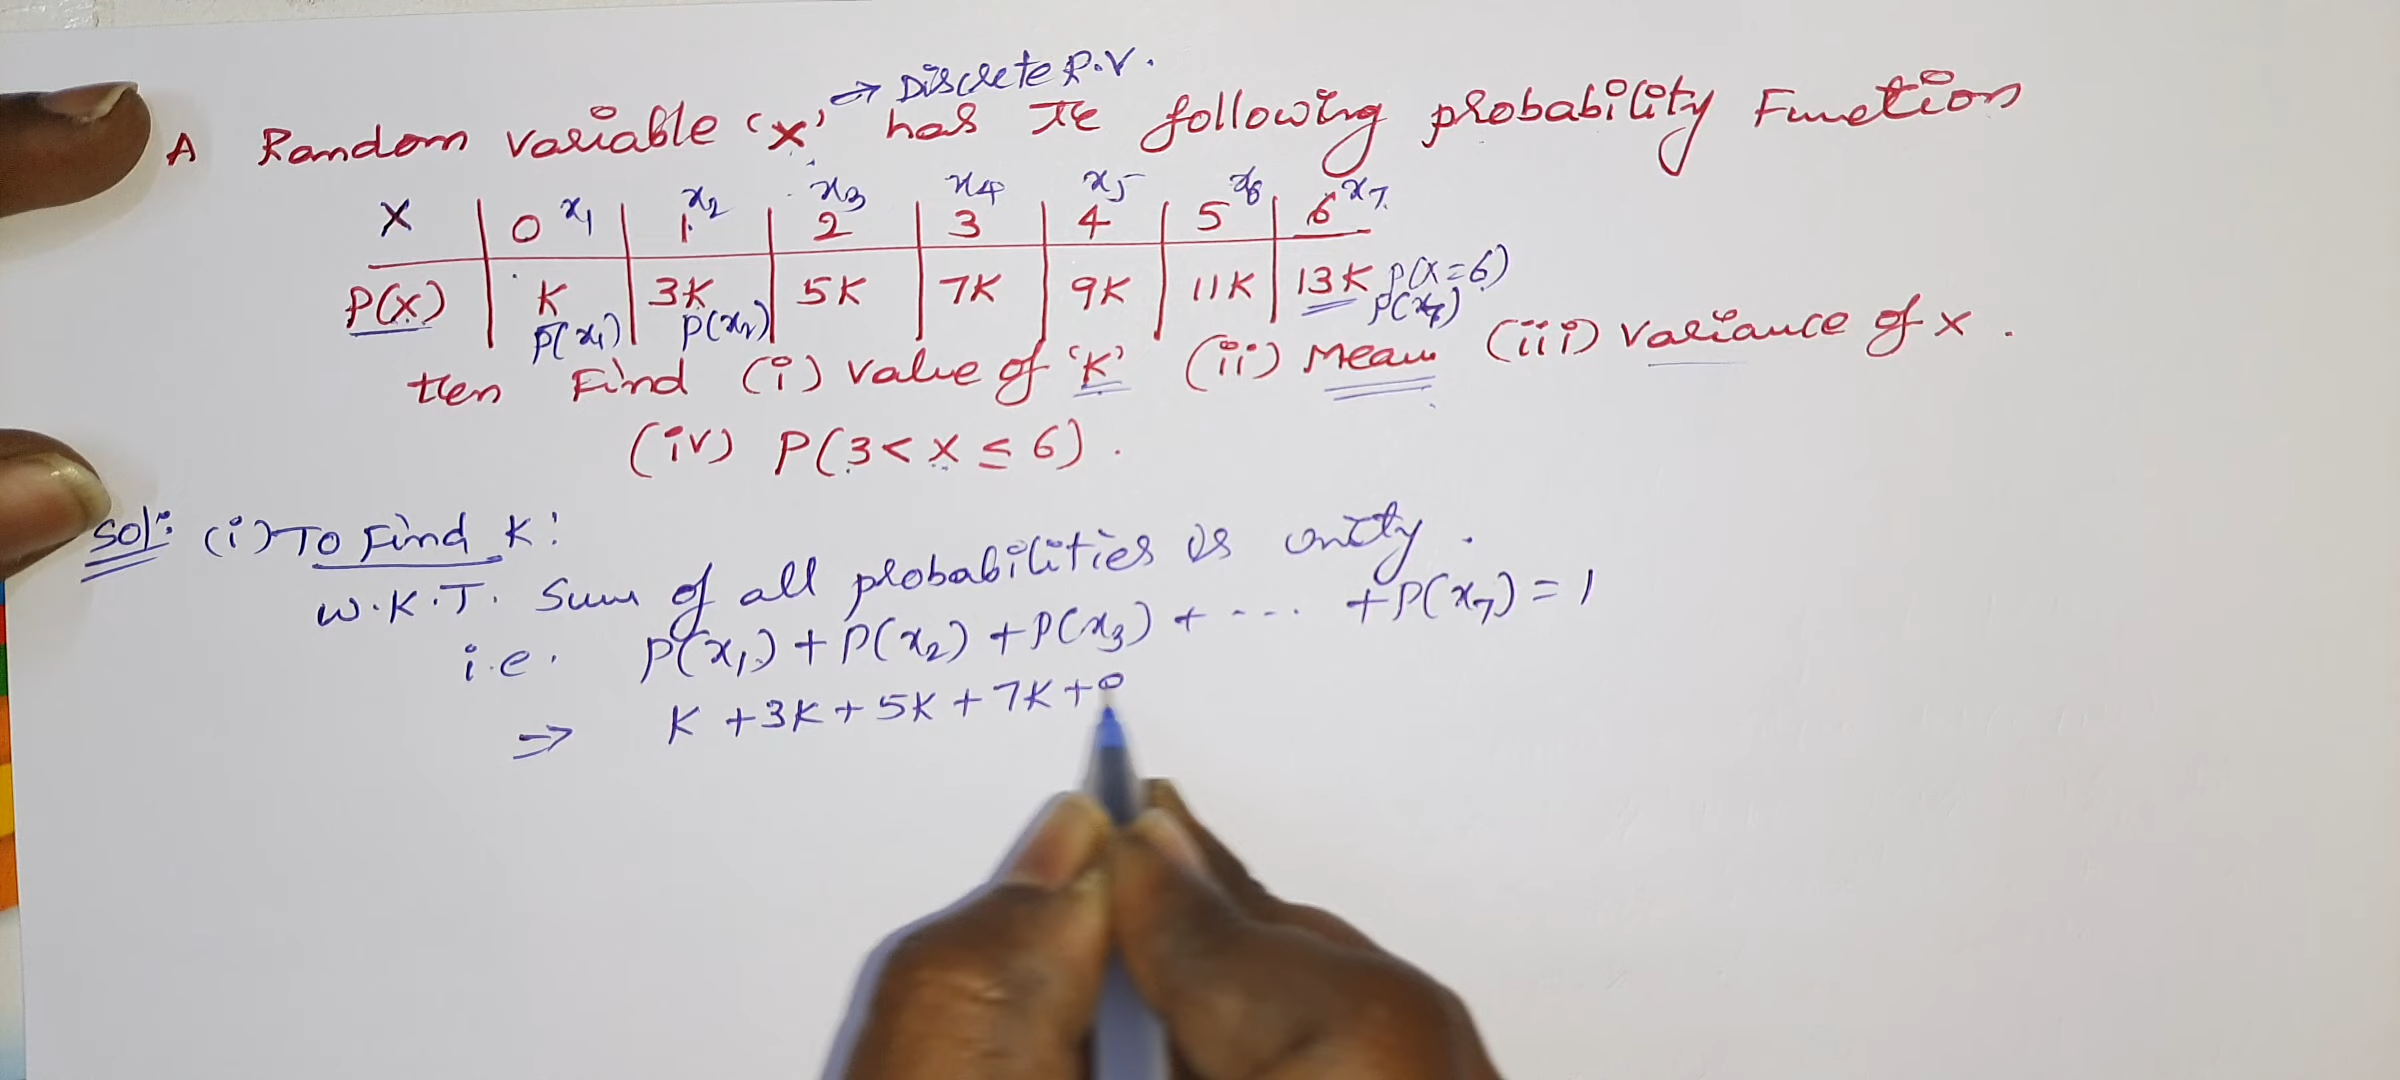 → Discrete R.V.
A Random variable 'x' has the following probability Function
x₁ x₂ x₃ x₄ x₅ x₆ x₇
X | 0 | 1 | 2 | 3 | 4 | 5 | 6
P(x) | K | 3K | 5K | 7K | 9K | 11K | 13K P(x=6)
P(x₁) P(x₂) P(x₇)
then Find (i) value of 'K' (ii) Mean (iii) variance of x.
(iv) P(3<x≤6).
Sol: (i) To Find K:
W.K.T. Sum of all probabilities is unity.
i.e. P(x₁)+P(x₂)+P(x₃)+---- +P(x₇)=1
⇒ K+3K+5K+7K+